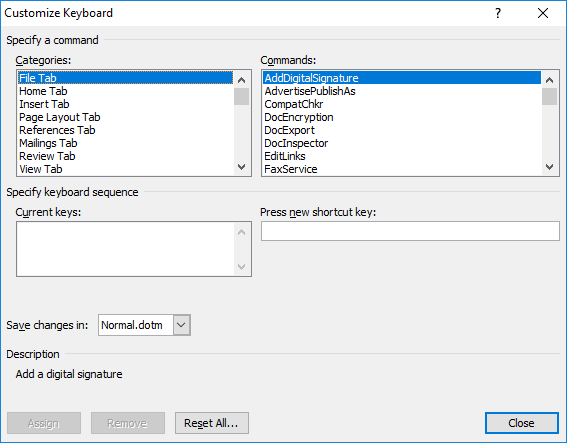 Customize Keyboard
Specify a command
Categories:
File Tab
Home Tab
Insert Tab
Page Layout Tab
References Tab
Mailings Tab
Review Tab
View Tab
Commands:
AddDigitalSignature
AdvertisePublishAs
CompatChkr
DocEncryption
DocExport
DocInspector
EditLinks
FaxService
Specify keyboard sequence
Current keys:
Press new shortcut key:
Save changes in: Normal.dotm
Description
Add a digital signature
Assign Remove Reset All... Close